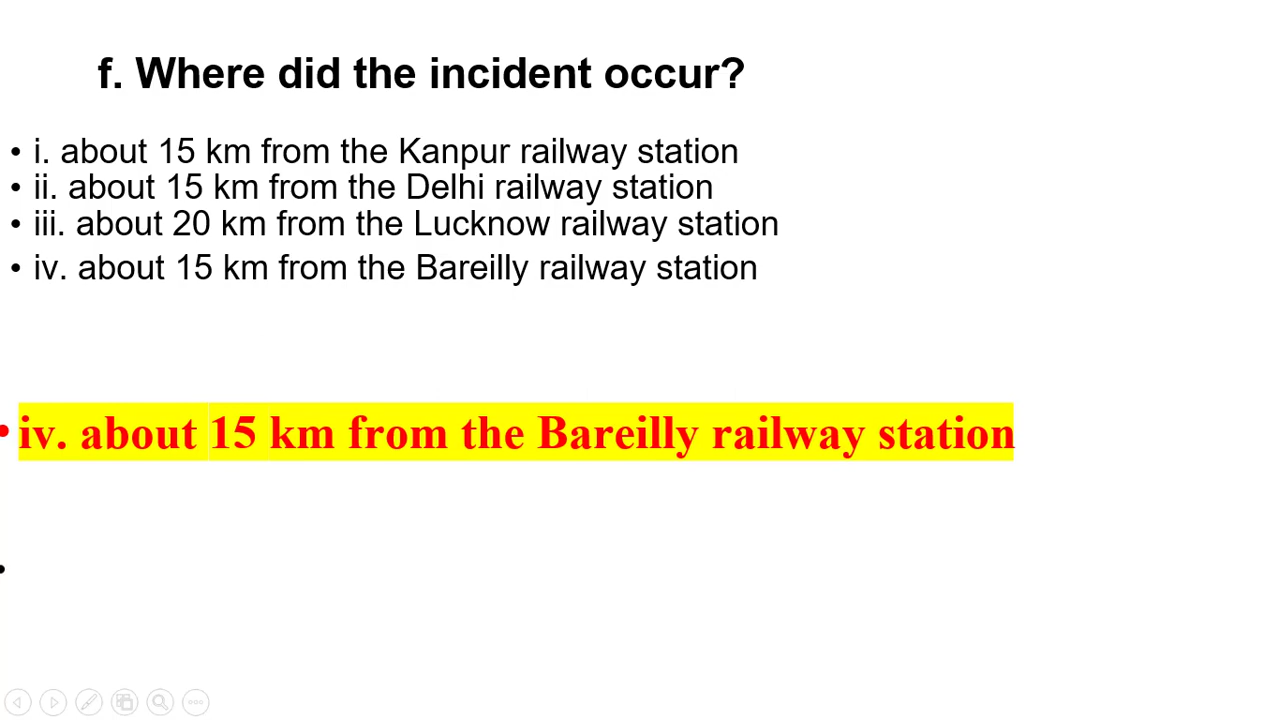 f. Where did the incident occur?
• i. about 15 km from the Kanpur railway station
• ii. about 15 km from the Delhi railway station
• iii. about 20 km from the Lucknow railway station
• iv. about 15 km from the Bareilly railway station
• iv. about 15 km from the Bareilly railway station